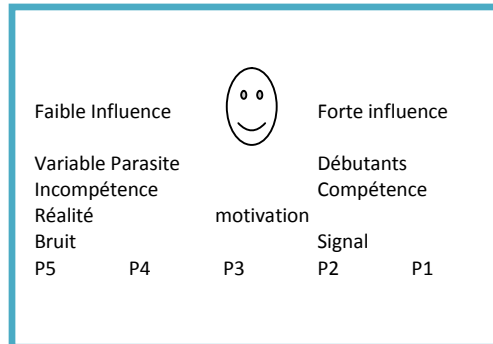 Faible Influence Forte influence
Variable Parasite Débutants
Incompétence Compétence
Réalité motivation
Bruit Signal
P5 P4 P3 P2 P1